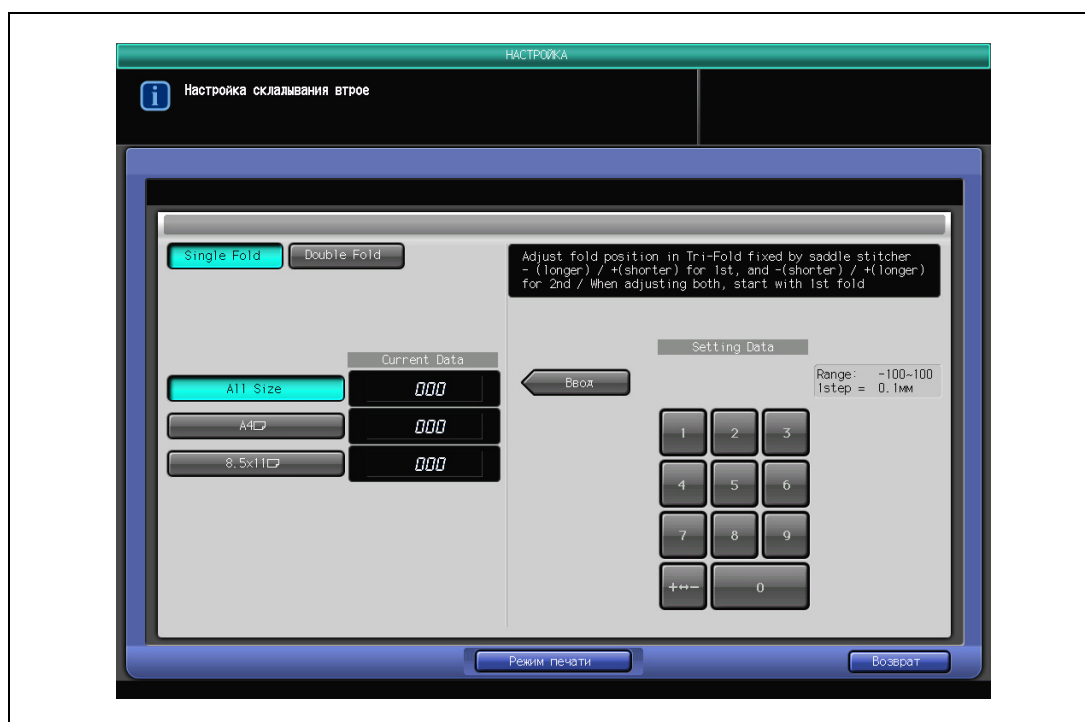 НАСТРОЙКА
Настройка склалывания втрое
Single Fold
Double Fold
Adjust fold position in Tri-Fold fixed by saddle stitcher
- (longer) / +(shorter) for 1st, and -(shorter) / +(longer)
for 2nd / When adjusting both, start with 1st fold
Current Data
Setting Data
All Size
000
Ввод
Range: -100~100
1step = 0.1мм
A4
000
8.5x11
000
1 2 3
4 5 6
7 8 9
+↔− 0
Режим печати
Возврат